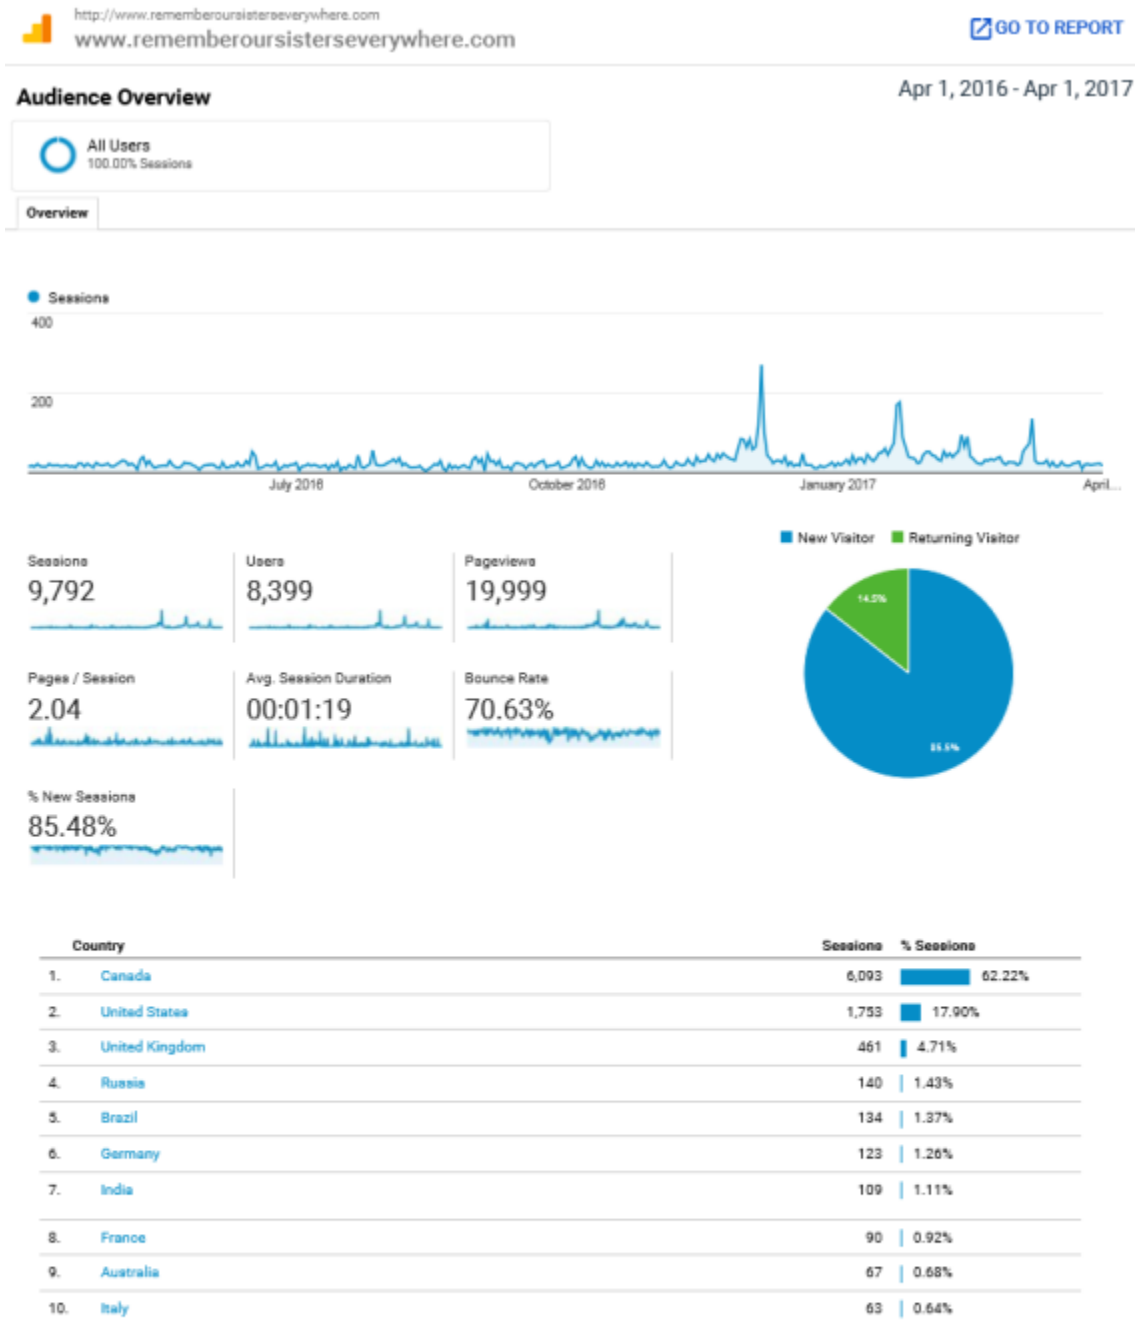 http://www.rememberoursisterseverywhere.com
www.rememberoursisterseverywhere.com
GO TO REPORT
Audience Overview
Apr 1, 2016 - Apr 1, 2017
All Users
100.00% Sessions
Overview
Sessions
400
200
July 2016
October 2016
January 2017
April...
New Visitor
Returning Visitor
14.5%
85.5%
Sessions
9,792
Users
8,399
Pageviews
19,999
Pages / Session
2.04
Avg. Session Duration
00:01:19
Bounce Rate
70.63%
% New Sessions
85.48%
Country Sessions % Sessions
1. Canada 6,093 62.22%
2. United States 1,753 17.90%
3. United Kingdom 461 4.71%
4. Russia 140 1.43%
5. Brazil 134 1.37%
6. Germany 123 1.26%
7. India 109 1.11%
8. France 90 0.92%
9. Australia 67 0.68%
10. Italy 63 0.64%